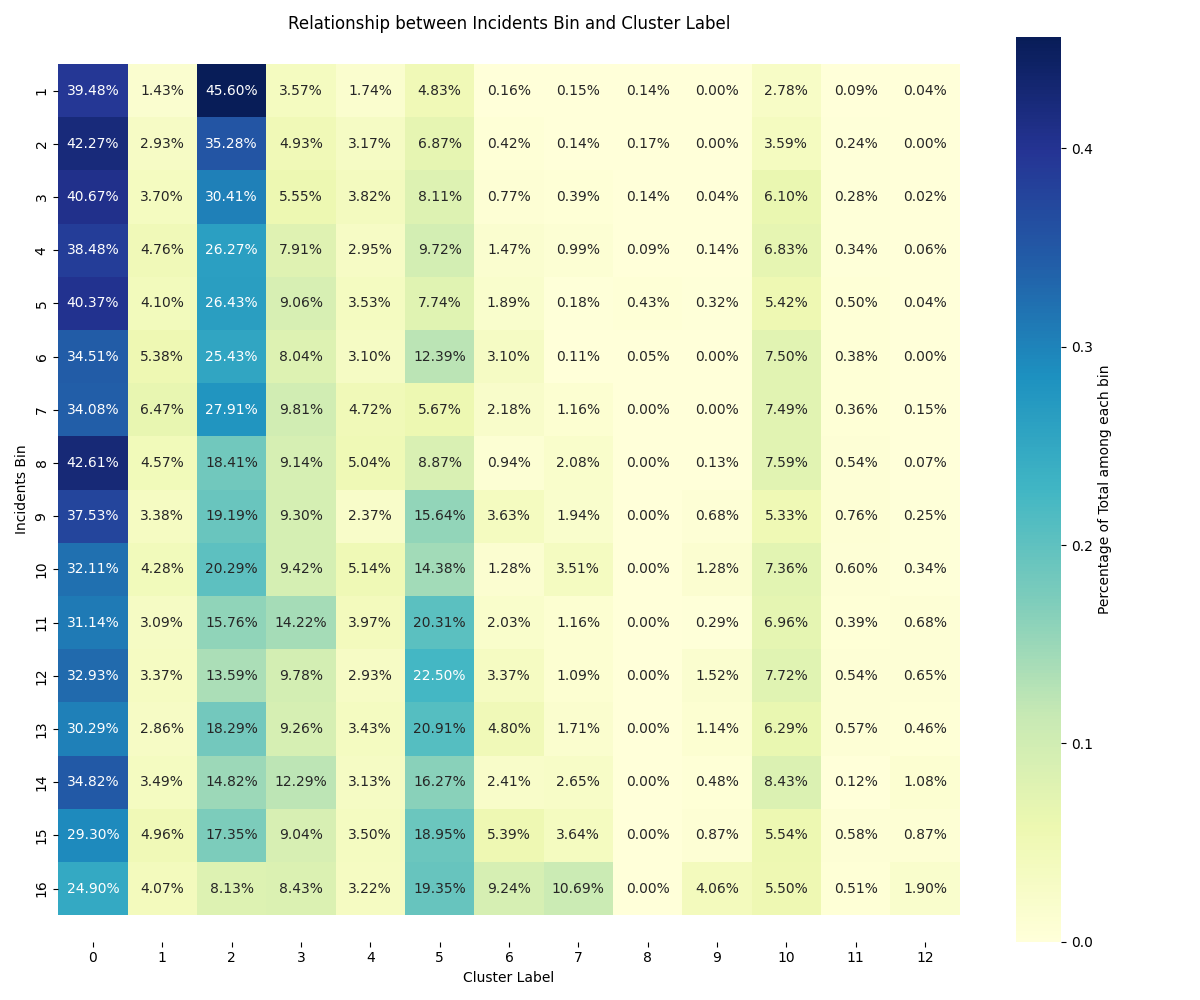 Relationship between Incidents Bin and Cluster Label
1 39.48% 1.43% 45.60% 3.57% 1.74% 4.83% 0.16% 0.15% 0.14% 0.00% 2.78% 0.09% 0.04%
2 42.27% 2.93% 35.28% 4.93% 3.17% 6.87% 0.42% 0.14% 0.17% 0.00% 3.59% 0.24% 0.00%
3 40.67% 3.70% 30.41% 5.55% 3.82% 8.11% 0.77% 0.39% 0.14% 0.04% 6.10% 0.28% 0.02%
4 38.48% 4.76% 26.27% 7.91% 2.95% 9.72% 1.47% 0.99% 0.09% 0.14% 6.83% 0.34% 0.06%
5 40.37% 4.10% 26.43% 9.06% 3.53% 7.74% 1.89% 0.18% 0.43% 0.32% 5.42% 0.50% 0.04%
6 34.51% 5.38% 25.43% 8.04% 3.10% 12.39% 3.10% 0.11% 0.05% 0.00% 7.50% 0.38% 0.00%
7 34.08% 6.47% 27.91% 9.81% 4.72% 5.67% 2.18% 1.16% 0.00% 0.00% 7.49% 0.36% 0.15%
8 42.61% 4.57% 18.41% 9.14% 5.04% 8.87% 0.94% 2.08% 0.00% 0.13% 7.59% 0.54% 0.07%
9 37.53% 3.38% 19.19% 9.30% 2.37% 15.64% 3.63% 1.94% 0.00% 0.68% 5.33% 0.76% 0.25%
10 32.11% 4.28% 20.29% 9.42% 5.14% 14.38% 1.28% 3.51% 0.00% 1.28% 7.36% 0.60% 0.34%
11 31.14% 3.09% 15.76% 14.22% 3.97% 20.31% 2.03% 1.16% 0.00% 0.29% 6.96% 0.39% 0.68%
12 32.93% 3.37% 13.59% 9.78% 2.93% 22.50% 3.37% 1.09% 0.00% 1.52% 7.72% 0.54% 0.65%
13 30.29% 2.86% 18.29% 9.26% 3.43% 20.91% 4.80% 1.71% 0.00% 1.14% 6.29% 0.57% 0.46%
14 34.82% 3.49% 14.82% 12.29% 3.13% 16.27% 2.41% 2.65% 0.00% 0.48% 8.43% 0.12% 1.08%
15 29.30% 4.96% 17.35% 9.04% 3.50% 18.95% 5.39% 3.64% 0.00% 0.87% 5.54% 0.58% 0.87%
16 24.90% 4.07% 8.13% 8.43% 3.22% 19.35% 9.24% 10.69% 0.00% 4.06% 5.50% 0.51% 1.90%
0 1 2 3 4 5 6 7 8 9 10 11 12
Cluster Label
Incidents Bin
0.4
0.3
0.2
0.1
0.0
Percentage of Total among each bin